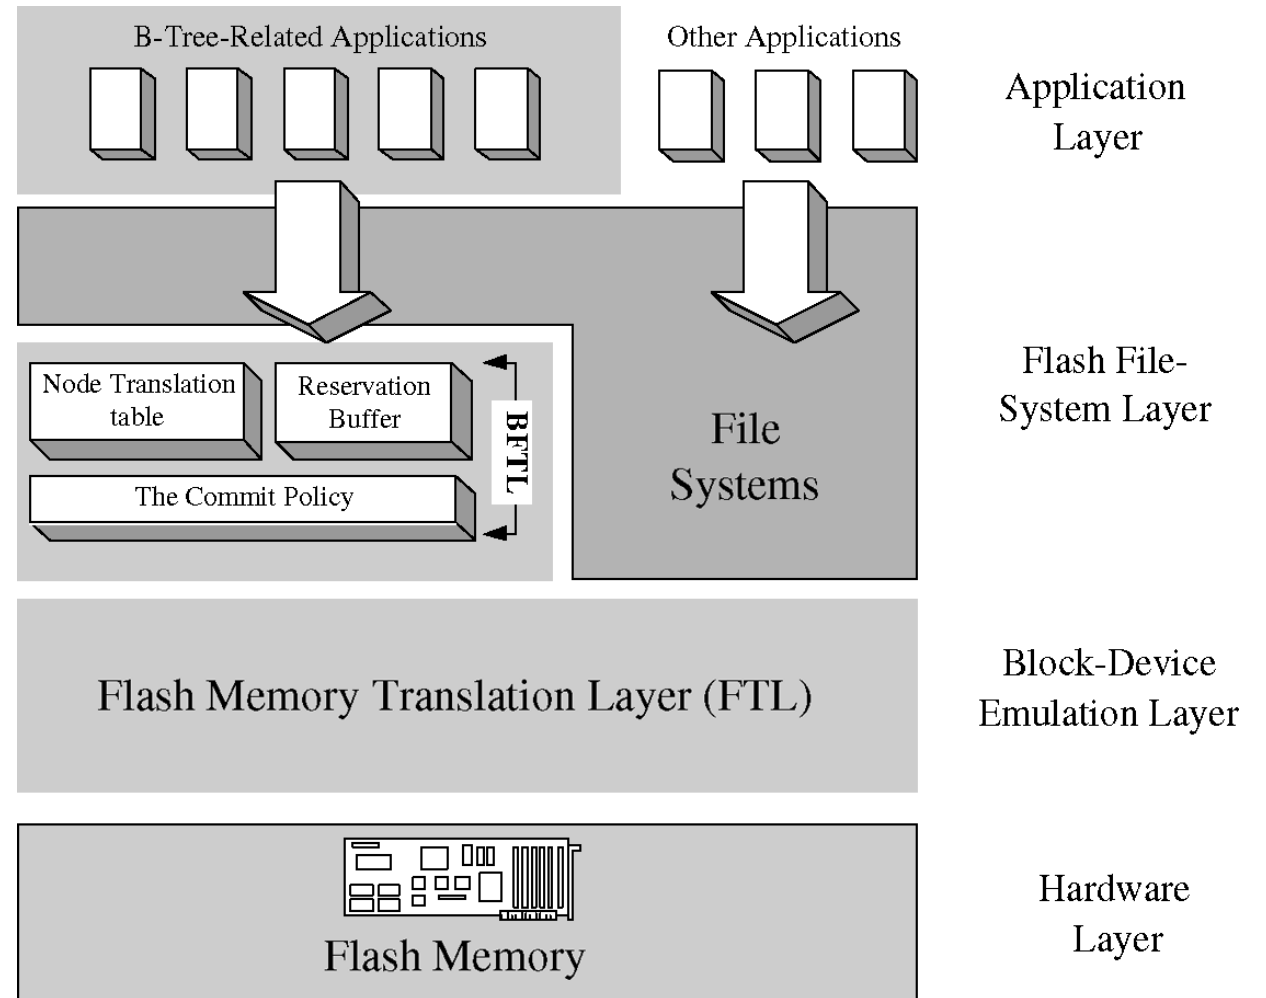 B-Tree-Related Applications
Other Applications
Application
Layer
Node Translation
table
Reservation
Buffer
BFTL
The Commit Policy
File
Systems
Flash File-
System Layer
Flash Memory Translation Layer (FTL)
Block-Device
Emulation Layer
Flash Memory
Hardware
Layer